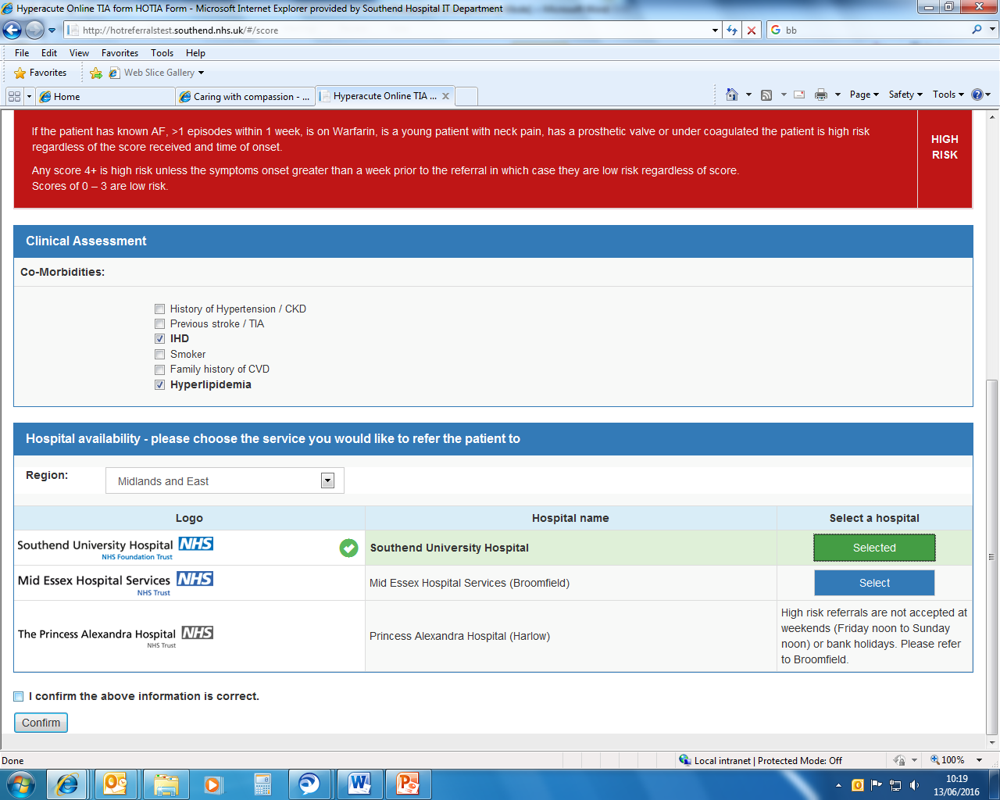 Hyperacute Online TIA form HOTIA Form - Microsoft Internet Explorer provided by Southend Hospital IT Department
http://hotreferralstest.southend.nhs.uk/#/score
bb
File Edit View Favorites Tools Help
Favorites Web Slice Gallery
Home Caring with compassion - ... Hyperacute Online TIA ... Page Safety Tools
If the patient has known AF, >1 episodes within 1 week, is on Warfarin, is a young patient with neck pain, has a prosthetic valve or under coagulated the patient is high risk
regardless of the score received and time of onset.
Any score 4+ is high risk unless the symptoms onset greater than a week prior to the referral in which case they are low risk regardless of score.
Scores of 0 – 3 are low risk.
HIGH
RISK
Clinical Assessment
Co-Morbidities:
History of Hypertension / CKD
Previous stroke / TIA
IHD
Smoker
Family history of CVD
Hyperlipidemia
Hospital availability - please choose the service you would like to refer the patient to
Region: Midlands and East
Logo Hospital name Select a hospital
Southend University Hospital NHS
NHS Foundation Trust
Southend University Hospital
Selected
Mid Essex Hospital Services NHS
NHS Trust
Mid Essex Hospital Services (Broomfield)
Select
The Princess Alexandra Hospital NHS
NHS Trust
Princess Alexandra Hospital (Harlow)
High risk referrals are not accepted at
weekends (Friday noon to Sunday
noon) or bank holidays. Please refer
to Broomfield.
I confirm the above information is correct.
Confirm
Done Local intranet | Protected Mode: Off 100%
10:19
13/06/2016